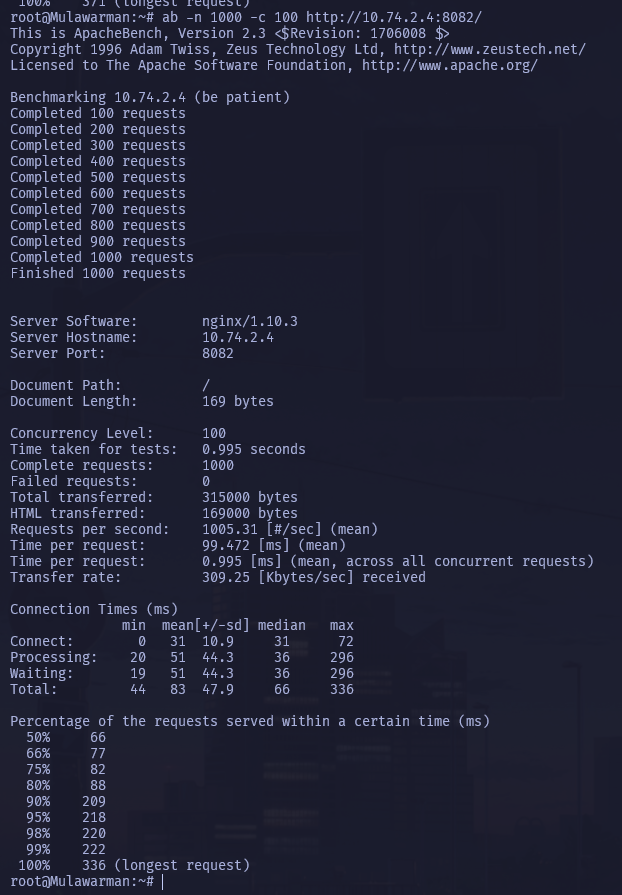 100%    371 (longest request)
root@Mulawarman:~# ab -n 1000 -c 100 http://10.74.2.4:8082/
This is ApacheBench, Version 2.3 <$Revision: 1706008 $>
Copyright 1996 Adam Twiss, Zeus Technology Ltd, http://www.zeustech.net/
Licensed to The Apache Software Foundation, http://www.apache.org/

Benchmarking 10.74.2.4 (be patient)
Completed 100 requests
Completed 200 requests
Completed 300 requests
Completed 400 requests
Completed 500 requests
Completed 600 requests
Completed 700 requests
Completed 800 requests
Completed 900 requests
Completed 1000 requests
Finished 1000 requests


Server Software:        nginx/1.10.3
Server Hostname:        10.74.2.4
Server Port:            8082

Document Path:          /
Document Length:        169 bytes

Concurrency Level:      100
Time taken for tests:   0.995 seconds
Complete requests:      1000
Failed requests:        0
Total transferred:      315000 bytes
HTML transferred:       169000 bytes
Requests per second:    1005.31 [#/sec] (mean)
Time per request:       99.472 [ms] (mean)
Time per request:       0.995 [ms] (mean, across all concurrent requests)
Transfer rate:          309.25 [Kbytes/sec] received

Connection Times (ms)
              min  mean[+/-sd] median   max
Connect:        0   31  10.9     31      72
Processing:    20   51  44.3     36     296
Waiting:       19   51  44.3     36     296
Total:         44   83  47.9     66     336

Percentage of the requests served within a certain time (ms)
  50%     66
  66%     77
  75%     82
  80%     88
  90%    209
  95%    218
  98%    220
  99%    222
 100%    336 (longest request)
root@Mulawarman:~#